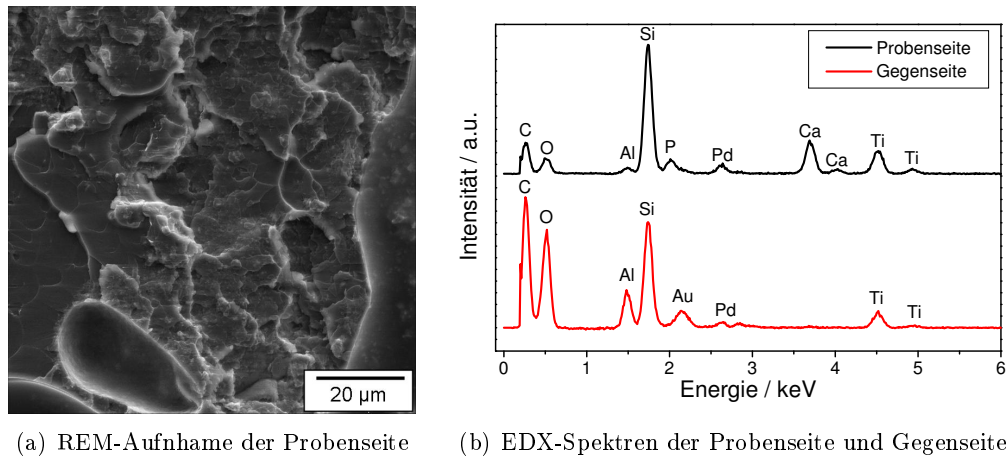 20 µm
(a) REM-Aufnhame der Probenseite
Intensität / a.u.
Probenseite
Gegenseite
C
O
Al
Si
P
Pd
Ca
Ca
Ti
Ti
C
O
Al
Si
Au
Pd
Ti
Ti
0 1 2 3 4 5 6
Energie / keV
(b) EDX-Spektren der Probenseite und Gegenseite